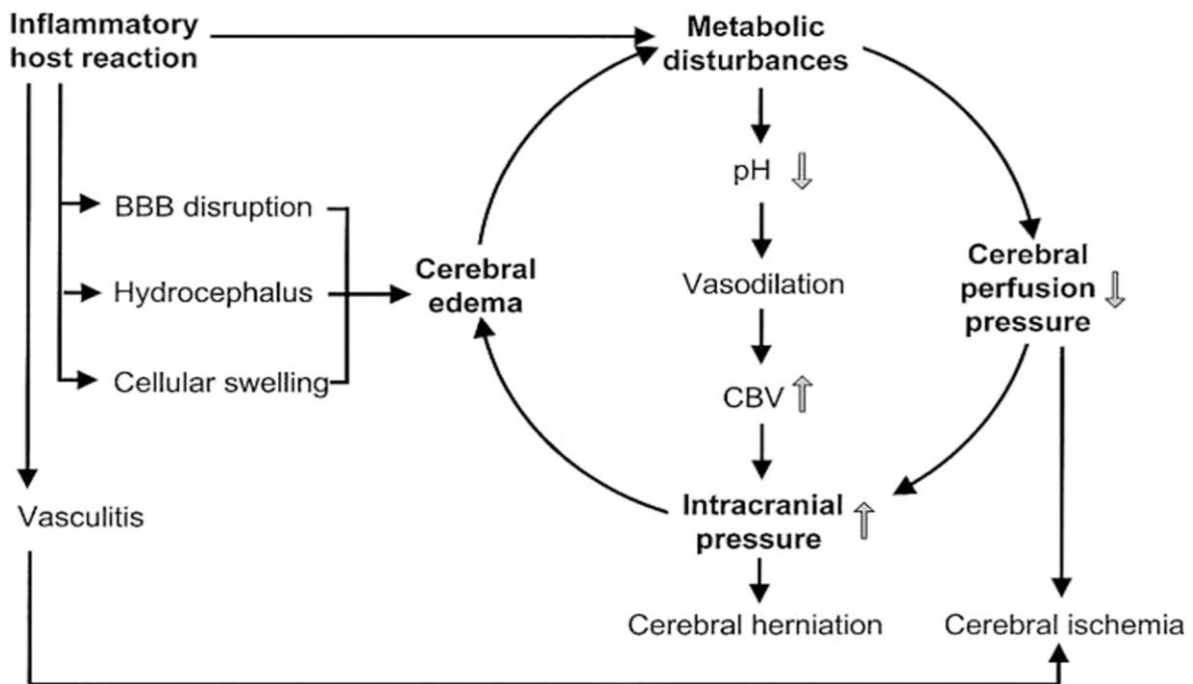 Inflammatory
host reaction
Metabolic
disturbances
pH
BBB disruption
Hydrocephalus
Cellular swelling
Cerebral
edema
Vasodilation
Cerebral
perfusion
pressure
CBV
Vasculitis
Intracranial
pressure
Cerebral herniation
Cerebral ischemia